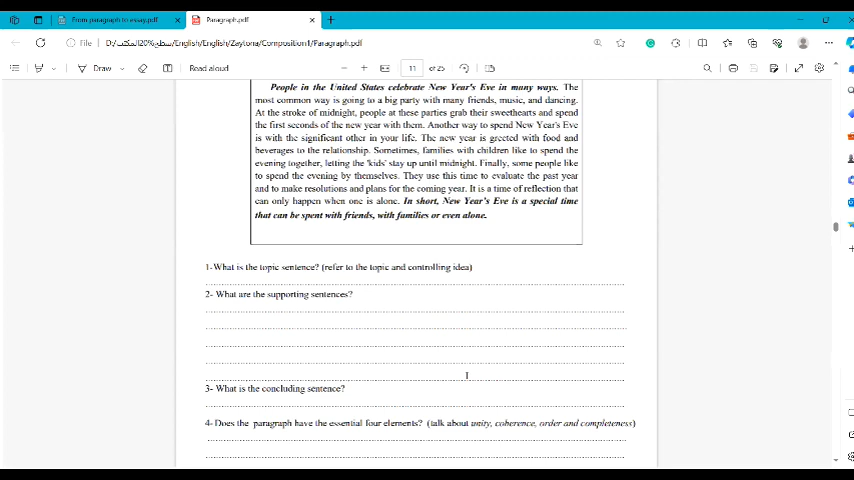 From paragraph to essay.pdf
Paragraph.pdf
File
D:/سطح%20المكتب/English/English/Zaytona/Composition1/Paragraph.pdf
Draw
Read aloud
11
of 25
People in the United States celebrate New Year's Eve in many ways. The
most common way is going to a big party with many friends, music, and dancing.
At the stroke of midnight, people at these parties grab their sweethearts and spend
the first seconds of the new year with them. Another way to spend New Year's Eve
is with the significant other in your life. The new year is greeted with food and
beverages to the relationship. Sometimes, families with children like to spend the
evening together, letting the 'kids' stay up until midnight. Finally, some people like
to spend the evening by themselves. They use this time to evaluate the past year
and to make resolutions and plans for the coming year. It is a time of reflection that
can only happen when one is alone. In short, New Year's Eve is a special time
that can be spent with friends, with families or even alone.
1-What is the topic sentence? (refer to the topic and controlling idea)
2- What are the supporting sentences?
3- What is the concluding sentence?
4- Does the paragraph have the essential four elements? (talk about unity, coherence, order and completeness)